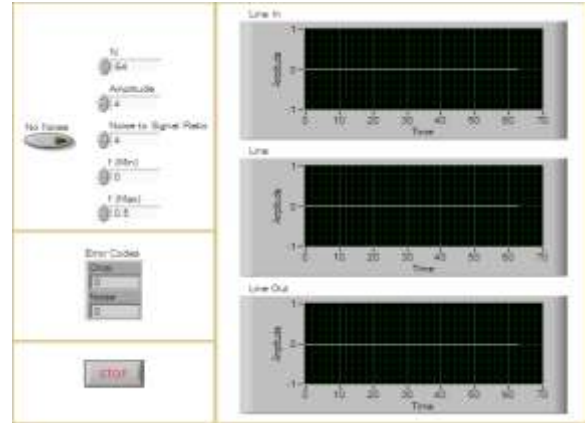 N
64
Amplitude
4
No Noise
Noise to Signal Ratio
4
f (Min)
0
f (Max)
0.5
Error Codes
Chirp
0
Noise
0
STOP
Line In
Amplitude
1
0
-1
0 10 20 30 40 50 60 70
Time
Line
Amplitude
1
0
-1
0 10 20 30 40 50 60 70
Time
Line Out
Amplitude
1
0
-1
0 10 20 30 40 50 60 70
Time